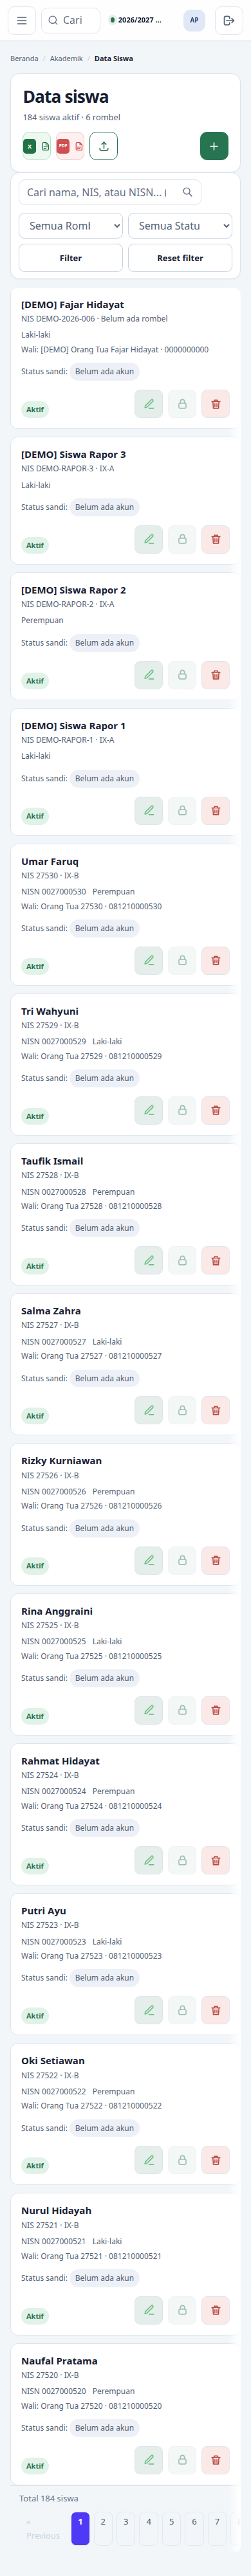 Cari
2026/2027 ...
AP
Beranda / Akademik / Data Siswa
Data siswa
184 siswa aktif · 6 rombel
X
PDF
+
Cari nama, NIS, atau NISN... (
Semua Roml
Semua Statu
Filter
Reset filter
[DEMO] Fajar Hidayat
NIS DEMO-2026-006 · Belum ada rombel
Laki-laki
Wali: [DEMO] Orang Tua Fajar Hidayat · 0000000000
Status sandi: Belum ada akun
Aktif
[DEMO] Siswa Rapor 3
NIS DEMO-RAPOR-3 · IX-A
Laki-laki
Status sandi: Belum ada akun
Aktif
[DEMO] Siswa Rapor 2
NIS DEMO-RAPOR-2 · IX-A
Perempuan
Status sandi: Belum ada akun
Aktif
[DEMO] Siswa Rapor 1
NIS DEMO-RAPOR-1 · IX-A
Laki-laki
Status sandi: Belum ada akun
Aktif
Umar Faruq
NIS 27530 · IX-B
NISN 0027000530 Perempuan
Wali: Orang Tua 27530 · 081210000530
Status sandi: Belum ada akun
Aktif
Tri Wahyuni
NIS 27529 · IX-B
NISN 0027000529 Laki-laki
Wali: Orang Tua 27529 · 081210000529
Status sandi: Belum ada akun
Aktif
Taufik Ismail
NIS 27528 · IX-B
NISN 0027000528 Perempuan
Wali: Orang Tua 27528 · 081210000528
Status sandi: Belum ada akun
Aktif
Salma Zahra
NIS 27527 · IX-B
NISN 0027000527 Laki-laki
Wali: Orang Tua 27527 · 081210000527
Status sandi: Belum ada akun
Aktif
Rizky Kurniawan
NIS 27526 · IX-B
NISN 0027000526 Perempuan
Wali: Orang Tua 27526 · 081210000526
Status sandi: Belum ada akun
Aktif
Rina Anggraini
NIS 27525 · IX-B
NISN 0027000525 Laki-laki
Wali: Orang Tua 27525 · 081210000525
Status sandi: Belum ada akun
Aktif
Rahmat Hidayat
NIS 27524 · IX-B
NISN 0027000524 Perempuan
Wali: Orang Tua 27524 · 081210000524
Status sandi: Belum ada akun
Aktif
Putri Ayu
NIS 27523 · IX-B
NISN 0027000523 Laki-laki
Wali: Orang Tua 27523 · 081210000523
Status sandi: Belum ada akun
Aktif
Oki Setiawan
NIS 27522 · IX-B
NISN 0027000522 Perempuan
Wali: Orang Tua 27522 · 081210000522
Status sandi: Belum ada akun
Aktif
Nurul Hidayah
NIS 27521 · IX-B
NISN 0027000521 Laki-laki
Wali: Orang Tua 27521 · 081210000521
Status sandi: Belum ada akun
Aktif
Naufal Pratama
NIS 27520 · IX-B
NISN 0027000520 Perempuan
Wali: Orang Tua 27520 · 081210000520
Status sandi: Belum ada akun
Aktif
Total 184 siswa
« Previous 1 2 3 4 5 6 7